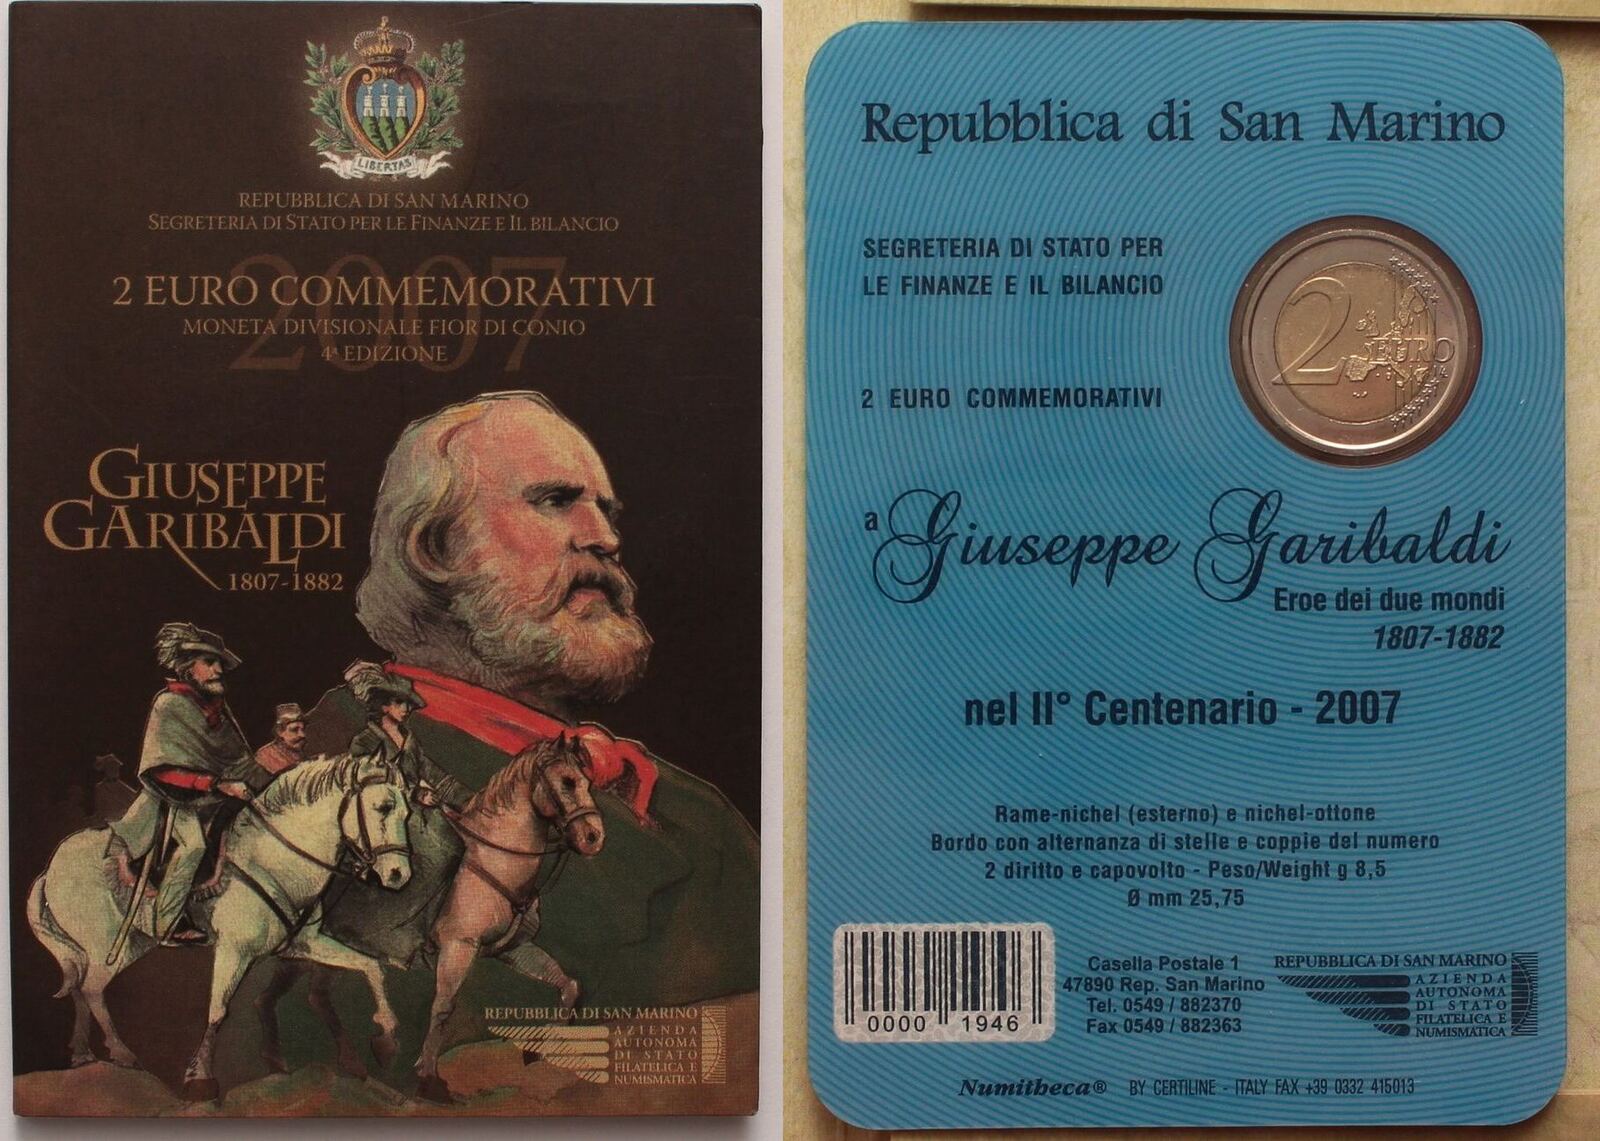 LIBERTAS
REPUBBLICA DI SAN MARINO
SEGRETERIA DI STATO PER LE FINANZE E IL BILANCIO
2007
2 EURO COMMEMORATIVI
MONETA DIVISIONALE FIOR DI CONIO
4ª EDIZIONE
GIUSEPPE
GARIBALDI
1807-1882
REPUBBLICA DI SAN MARINO
AZIENDA
AUTONOMA
DI STATO
FILATELICA E
NUMISMATICA
Repubblica di San Marino
SEGRETERIA DI STATO PER
LE FINANZE E IL BILANCIO
2 EURO
2 EURO COMMEMORATIVI
a Giuseppe Garibaldi
Eroe dei due mondi
1807-1882
nel II° Centenario - 2007
Rame-nichel (esterno) e nichel-ottone
Bordo con alternanza di stelle e coppie del numero
2 diritto e capovolto - Peso/Weight g 8,5
Ø mm 25,75
0000 1946
Casella Postale 1
47890 Rep. San Marino
Tel. 0549 / 882370
Fax 0549 / 882363
REPUBBLICA DI SAN MARINO
AZIENDA
AUTONOMA
DI STATO
FILATELICA E
NUMISMATICA
Numitheca® BY CERTILINE - ITALY FAX +39 0332 415013